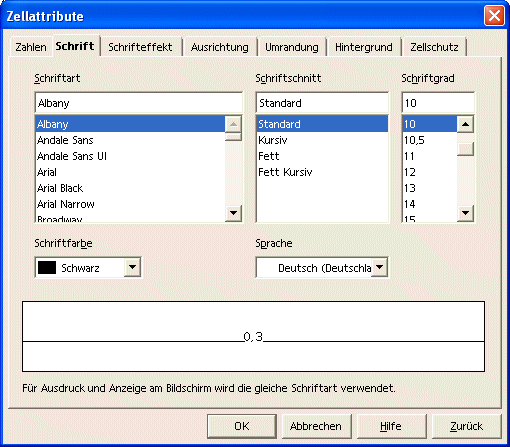 Zellattribute
Zahlen Schrift Schrifteffekt Ausrichtung Umrandung Hintergrund Zellschutz
Schriftart Schriftschnitt Schriftgrad
Albany Standard 10
Albany Standard 10
Andale Sans Kursiv 10,5
Andale Sans UI Fett 11
Arial Fett Kursiv 12
Arial Black 13
Arial Narrow 14
Broadway 15
Schriftfarbe Sprache
Schwarz Deutsch (Deutschla
0,3
Für Ausdruck und Anzeige am Bildschirm wird die gleiche Schriftart verwendet.
OK Abbrechen Hilfe Zurück